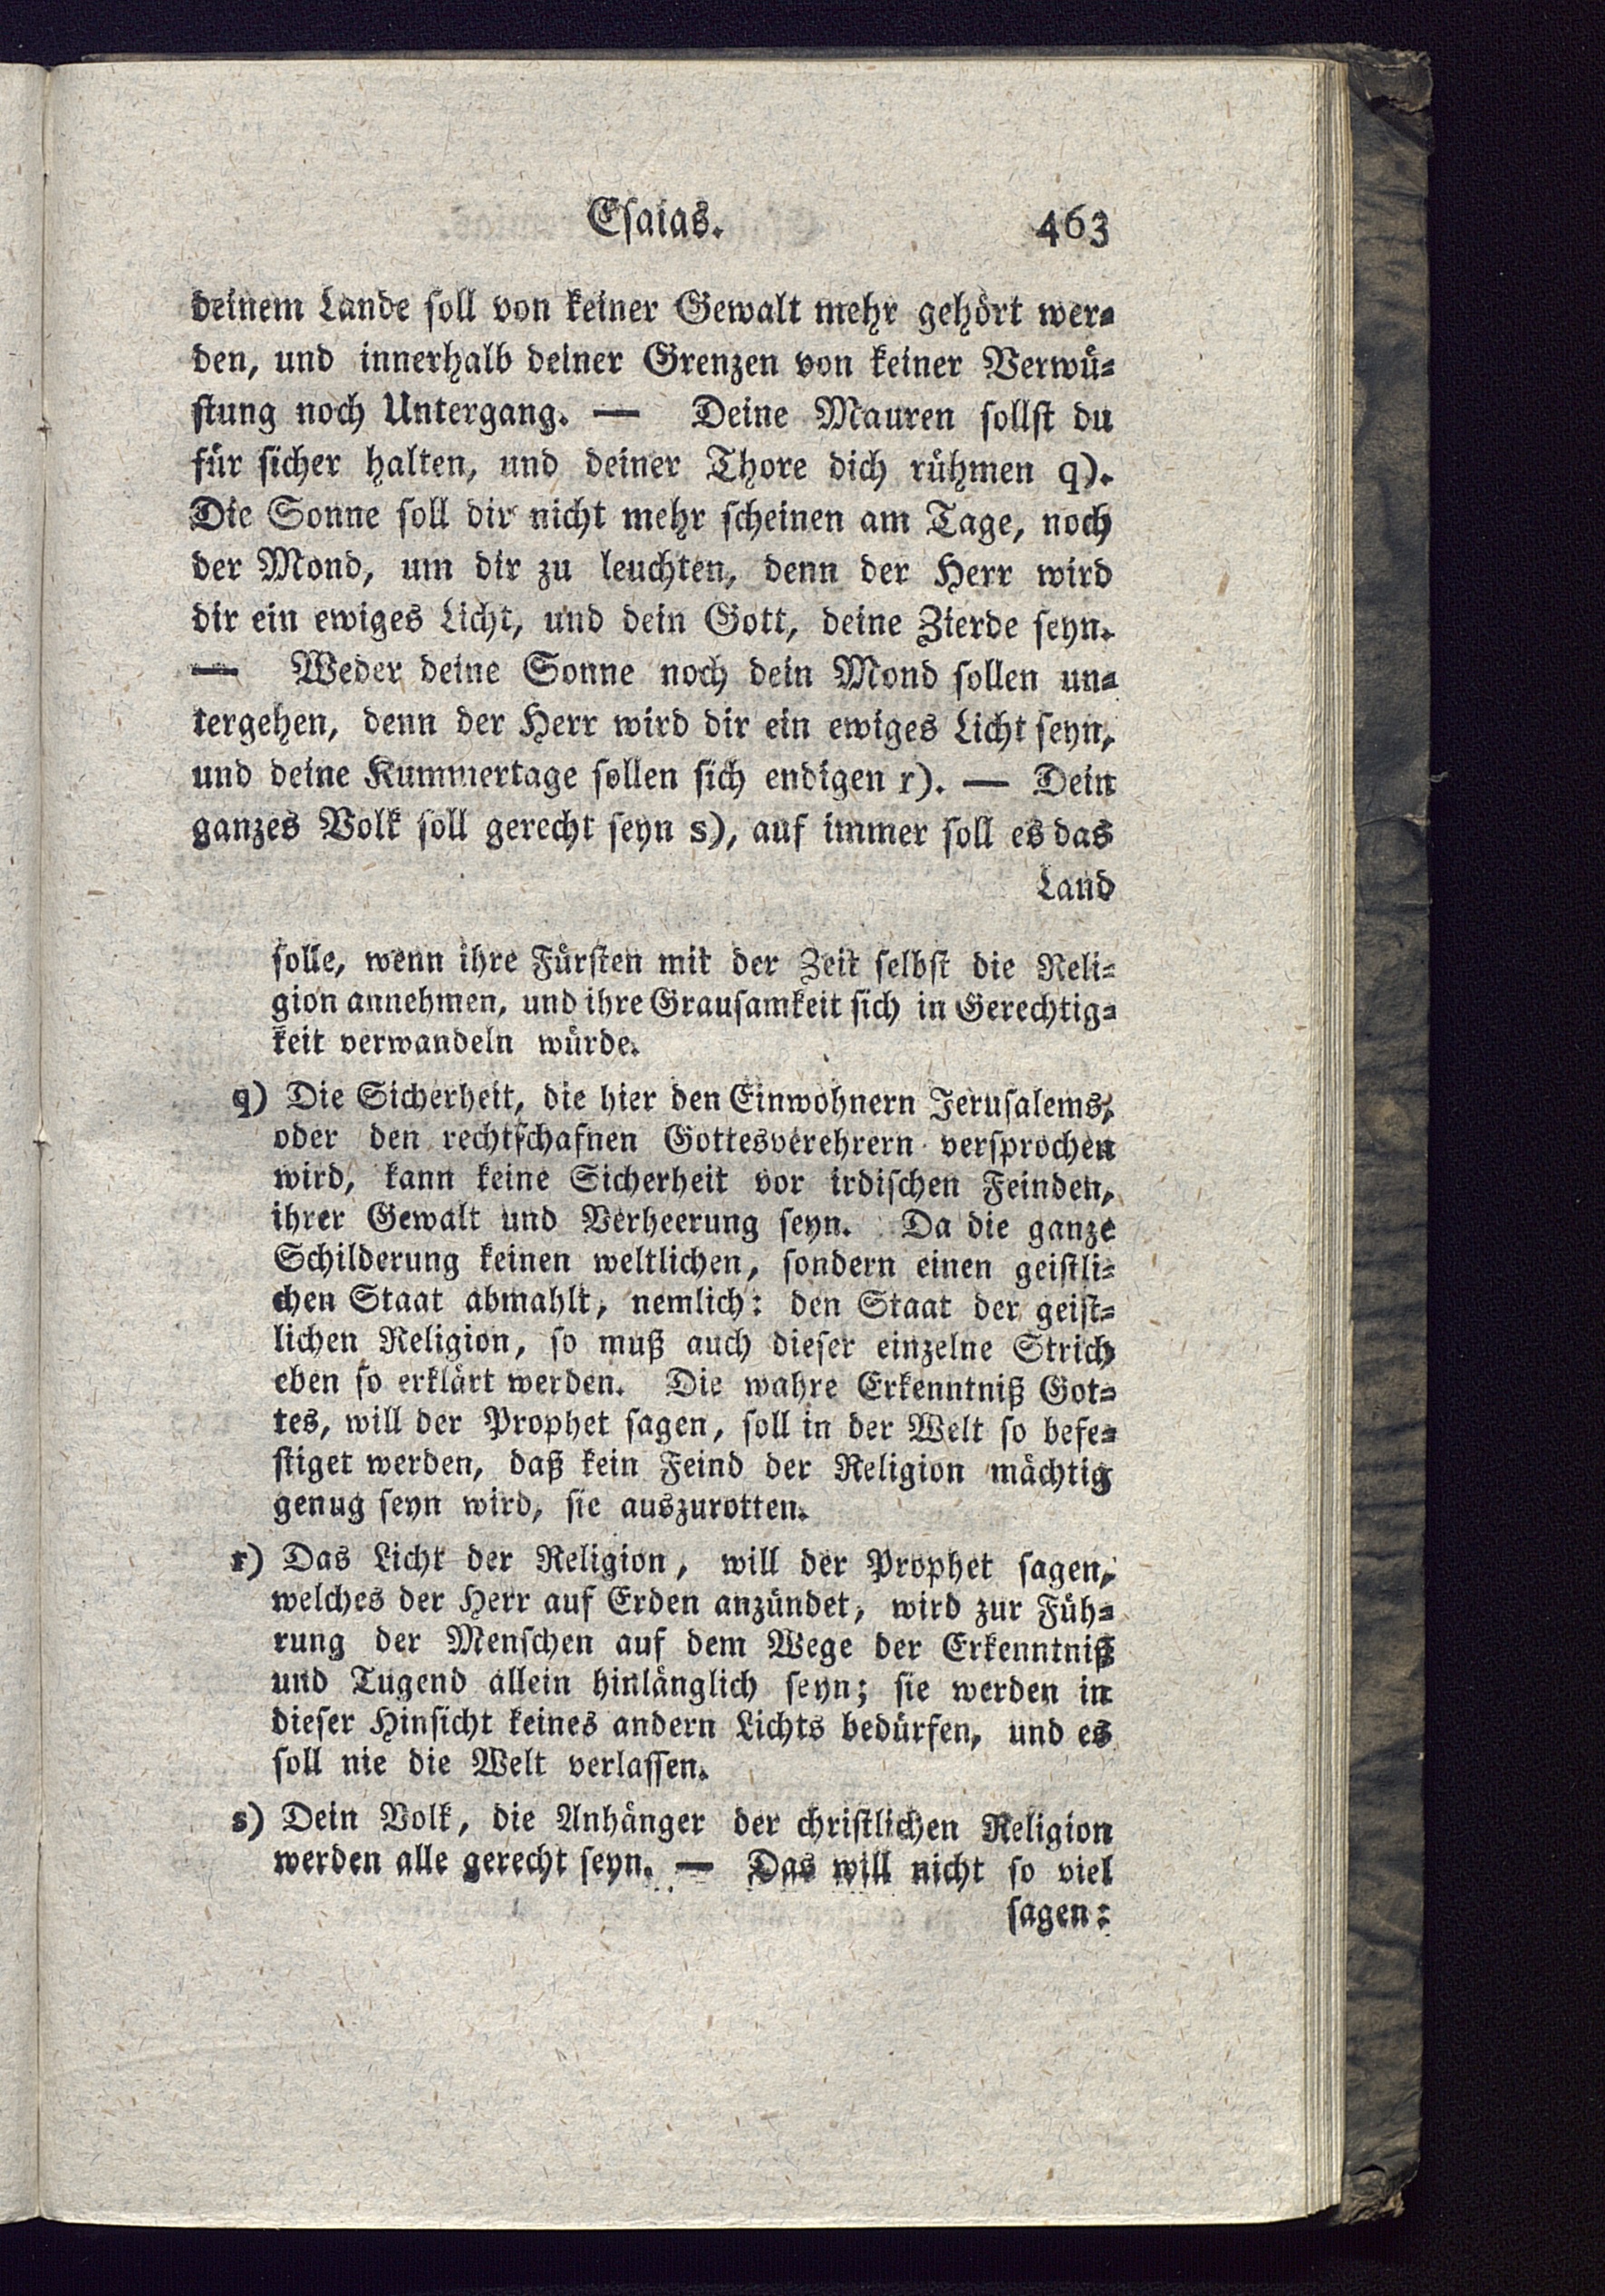 Esaias. 463
deinem Lande soll von keiner Gewalt mehr gehört wer-
den, und innerhalb deiner Grenzen von keiner Verwü-
stung noch Untergang. — Deine Mauren sollst du
für sicher halten, und deiner Thore dich rühmen q).
Die Sonne soll dir nicht mehr scheinen am Tage, noch
der Mond, um dir zu leuchten, denn der Herr wird
dir ein ewiges Licht, und dein Gott, deine Zierde seyn.
— Weder deine Sonne noch dein Mond sollen un-
tergehen, denn der Herr wird dir ein ewiges Licht seyn,
und deine Kummertage sollen sich endigen r). — Dein
ganzes Volk soll gerecht seyn s), auf immer soll es das
Land
solle, wenn ihre Fürsten mit der Zeit selbst die Reli-
gion annehmen, und ihre Grausamkeit sich in Gerechtig-
keit verwandeln würde.
q) Die Sicherheit, die hier den Einwohnern Jerusalems,
oder den rechtschafnen Gottesverehrern versprochen
wird, kann keine Sicherheit vor irdischen Feinden,
ihrer Gewalt und Verheerung seyn. Da die ganze
Schilderung keinen weltlichen, sondern einen geistli-
chen Staat abmahlt, nemlich: den Staat der geist-
lichen Religion, so muß auch dieser einzelne Strich
eben so erklärt werden. Die wahre Erkenntniß Got-
tes, will der Prophet sagen, soll in der Welt so befe-
stiget werden, daß kein Feind der Religion mächtig
genug seyn wird, sie auszurotten.
r) Das Licht der Religion, will der Prophet sagen,
welches der Herr auf Erden anzündet, wird zur Füh-
rung der Menschen auf dem Wege der Erkenntniß
und Tugend allein hinlänglich seyn; sie werden in
dieser Hinsicht keines andern Lichts bedürfen, und es
soll nie die Welt verlassen.
s) Dein Volk, die Anhänger der christlichen Religion
werden alle gerecht seyn. — Das will nicht so viel
sagen: